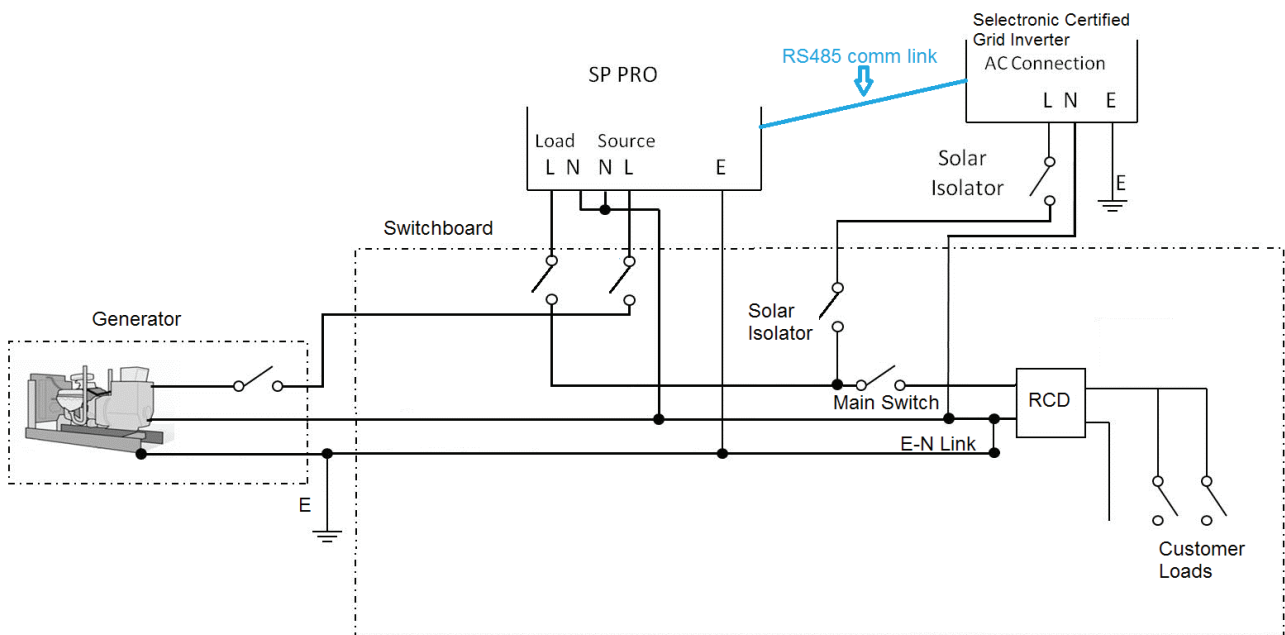 Selectronic Certified
Grid Inverter
AC Connection
L N E
RS485 comm link
SP PRO
Load Source
L N N L E
Solar
Isolator
E
Switchboard
Solar
Isolator
Generator
Main Switch
RCD
E-N Link
E
Customer
Loads